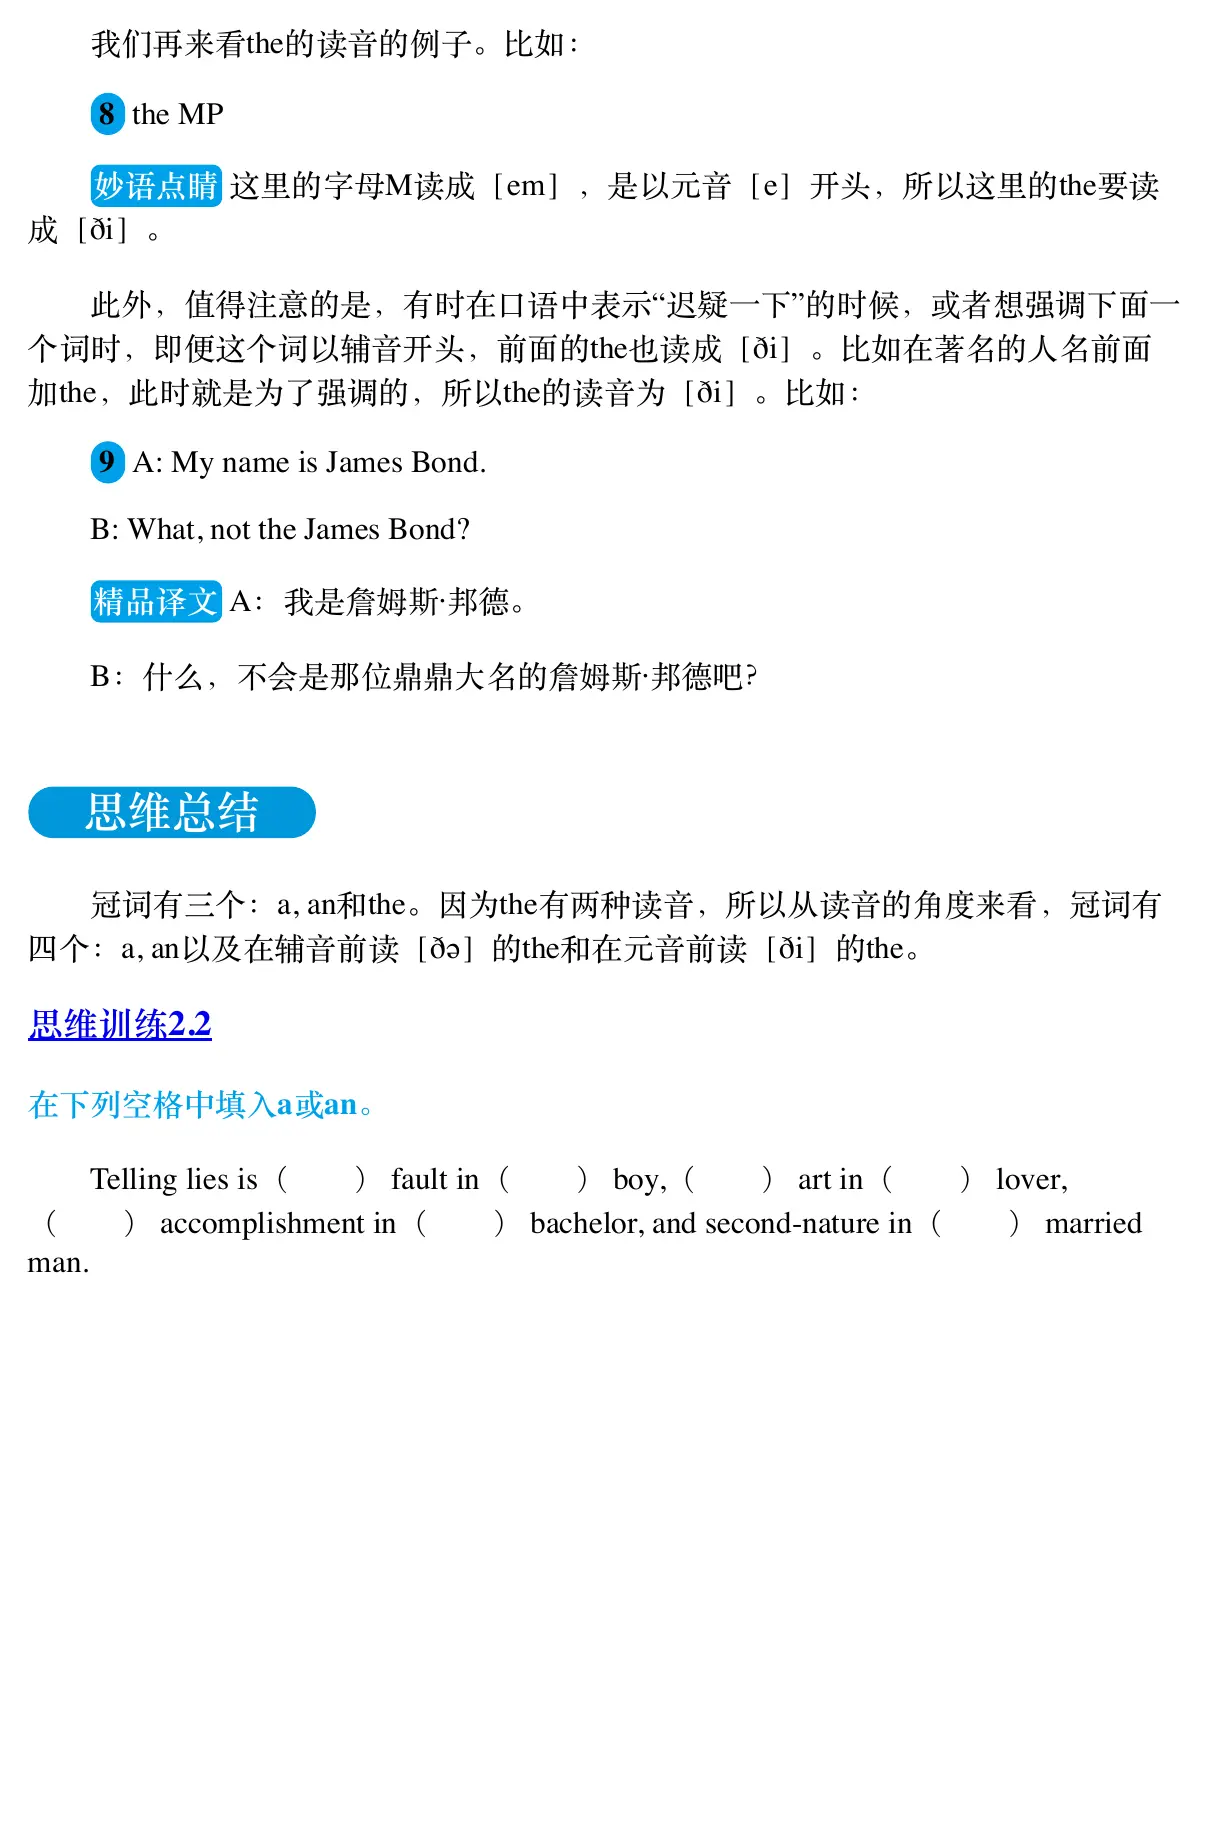 我们再来看the的读音的例子。比如：
8 the MP
妙语点睛 这里的字母M读成［em］，是以元音［e］开头，所以这里的the要读
成［ði］。
此外，值得注意的是，有时在口语中表示“迟疑一下”的时候，或者想强调下面一
个词时，即便这个词以辅音开头，前面的the也读成［ði］。比如在著名的人名前面
加the，此时就是为了强调的，所以the的读音为［ði］。比如：
9 A: My name is James Bond.
B: What, not the James Bond?
精品译文 A：我是詹姆斯·邦德。
B：什么，不会是那位鼎鼎大名的詹姆斯·邦德吧？
思维总结
冠词有三个：a, an和the。因为the有两种读音，所以从读音的角度来看，冠词有
四个：a, an以及在辅音前读［ðə］的the和在元音前读［ði］的the。
思维训练2.2
在下列空格中填入a或an。
Telling lies is（　　） fault in（　　） boy,（　　） art in（　　） lover,
（　　） accomplishment in（　　） bachelor, and second-nature in（　　） married
man.